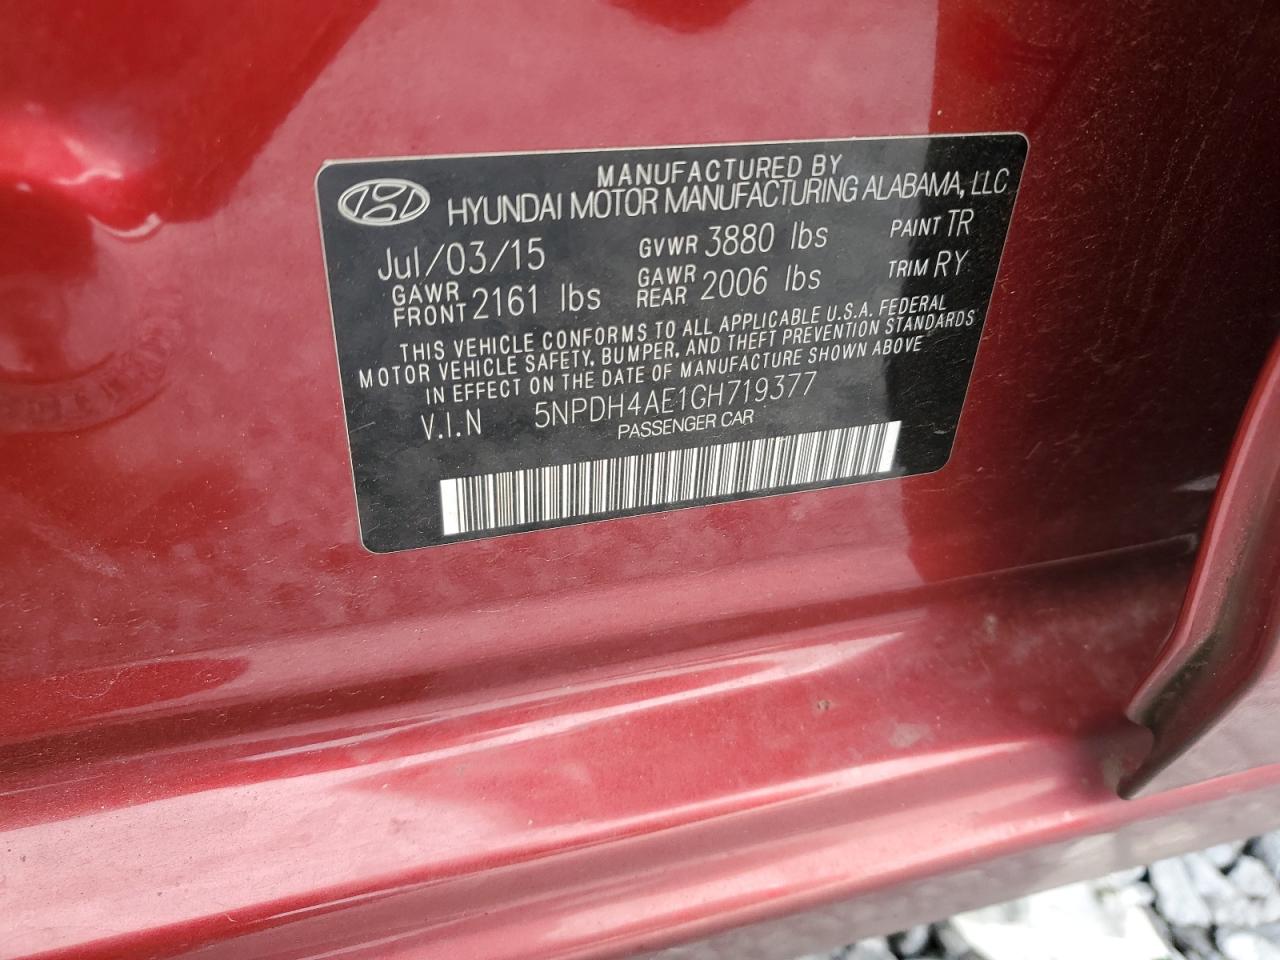 MANUFACTURED BY
HYUNDAI MOTOR MANUFACTURING ALABAMA, LLC
Jul/03/15 GVWR 3880 lbs PAINT TR
GAWR FRONT 2161 lbs GAWR REAR 2006 lbs TRIM RY
THIS VEHICLE CONFORMS TO ALL APPLICABLE U.S.A. FEDERAL
MOTOR VEHICLE SAFETY, BUMPER, AND THEFT PREVENTION STANDARDS
IN EFFECT ON THE DATE OF MANUFACTURE SHOWN ABOVE
V.I.N 5NPDH4AE1GH719377
PASSENGER CAR